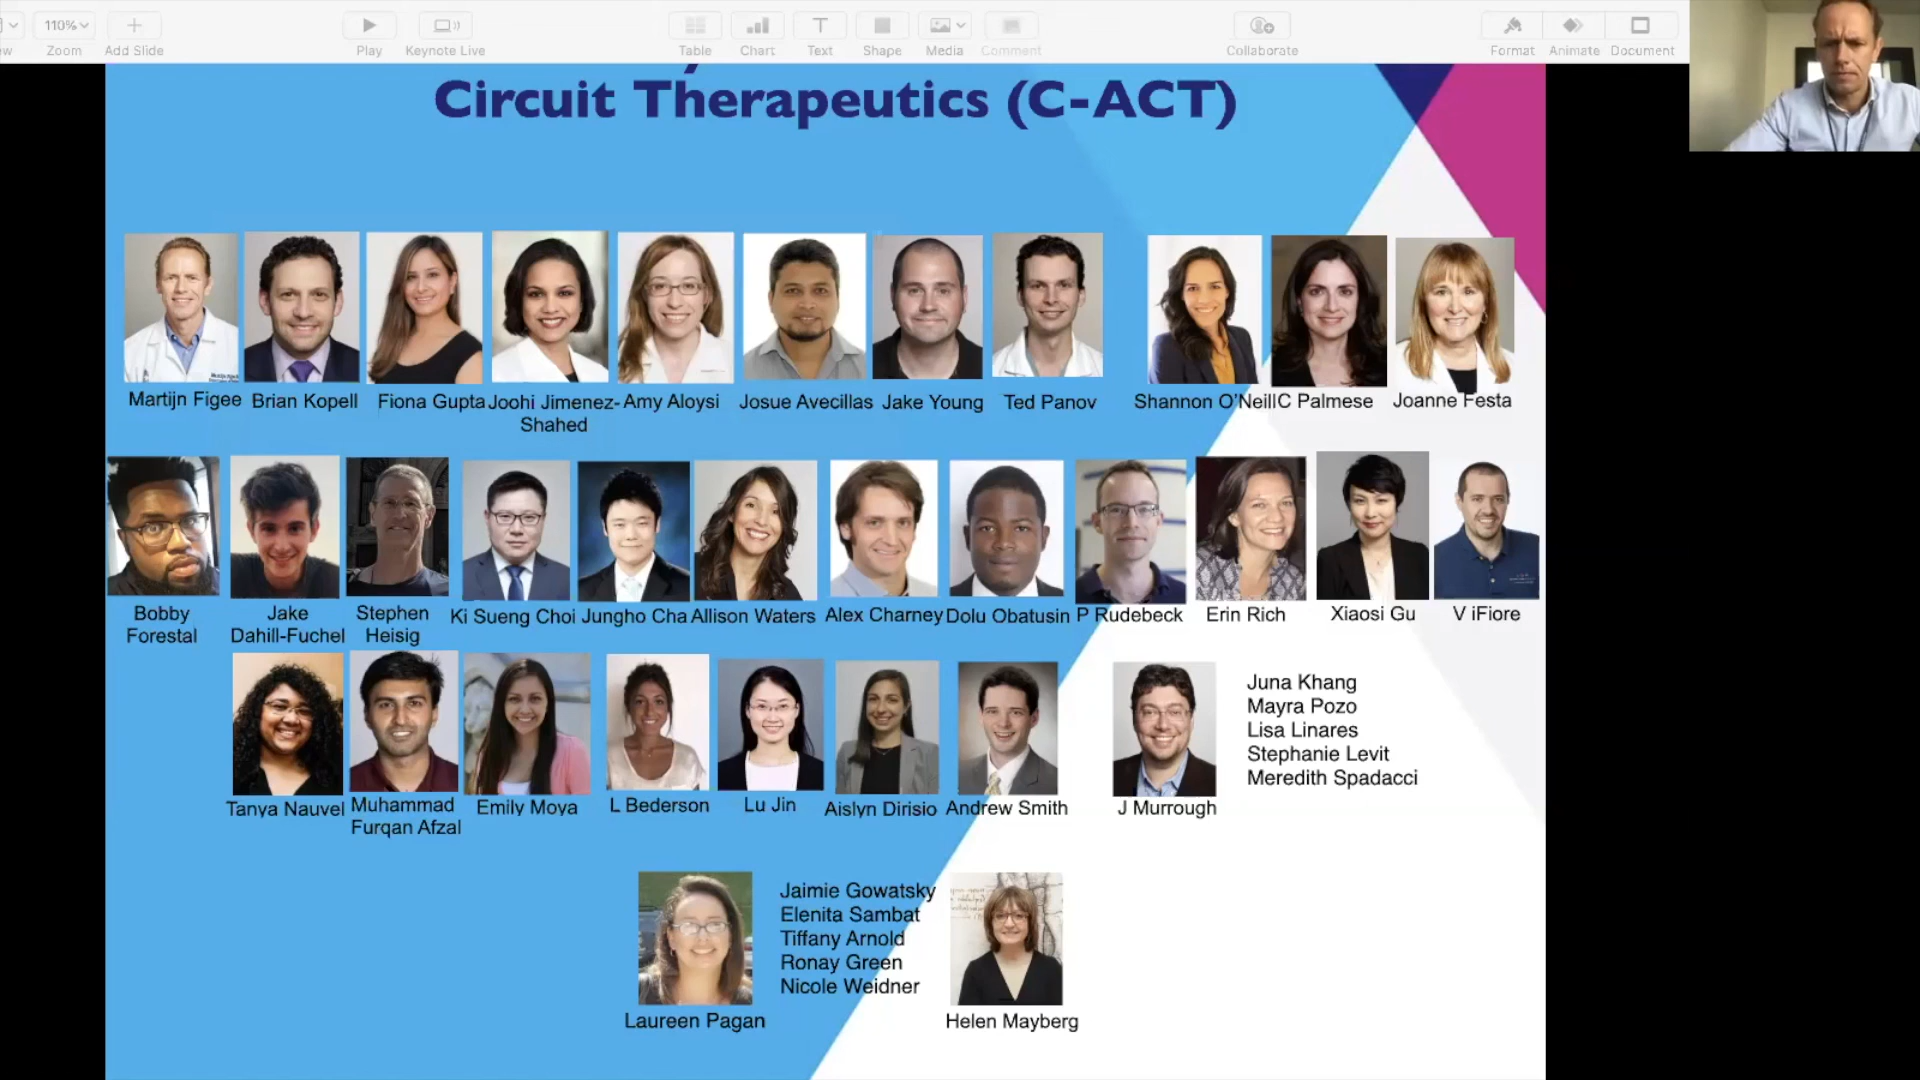 110%
ew
Zoom
Add Slide
Play
Keynote Live
Table
Chart
Text
Shape
Media
Comment
Collaborate
Format
Animate
Document
Circuit Therapeutics (C-ACT)
Martijn Figee
Brian Kopell
Fiona Gupta
Joohi Jimenez-
Shahed
Amy Aloysi
Josue Avecillas
Jake Young
Ted Panov
Shannon O'Neill
C Palmese
Joanne Festa
Bobby
Forestal
Jake
Dahill-Fuchel
Stephen
Heisig
Ki Sueng Choi
Jungho Cha
Allison Waters
Alex Charney
Dolu Obatusin
P Rudebeck
Erin Rich
Xiaosi Gu
V iFiore
Tanya Nauvel
Muhammad
Furqan Afzal
Emily Moya
L Bederson
Lu Jin
Aislyn Dirisio
Andrew Smith
J Murrough
Juna Khang
Mayra Pozo
Lisa Linares
Stephanie Levit
Meredith Spadacci
Laureen Pagan
Jaimie Gowatsky
Elenita Sambat
Tiffany Arnold
Ronay Green
Nicole Weidner
Helen Mayberg